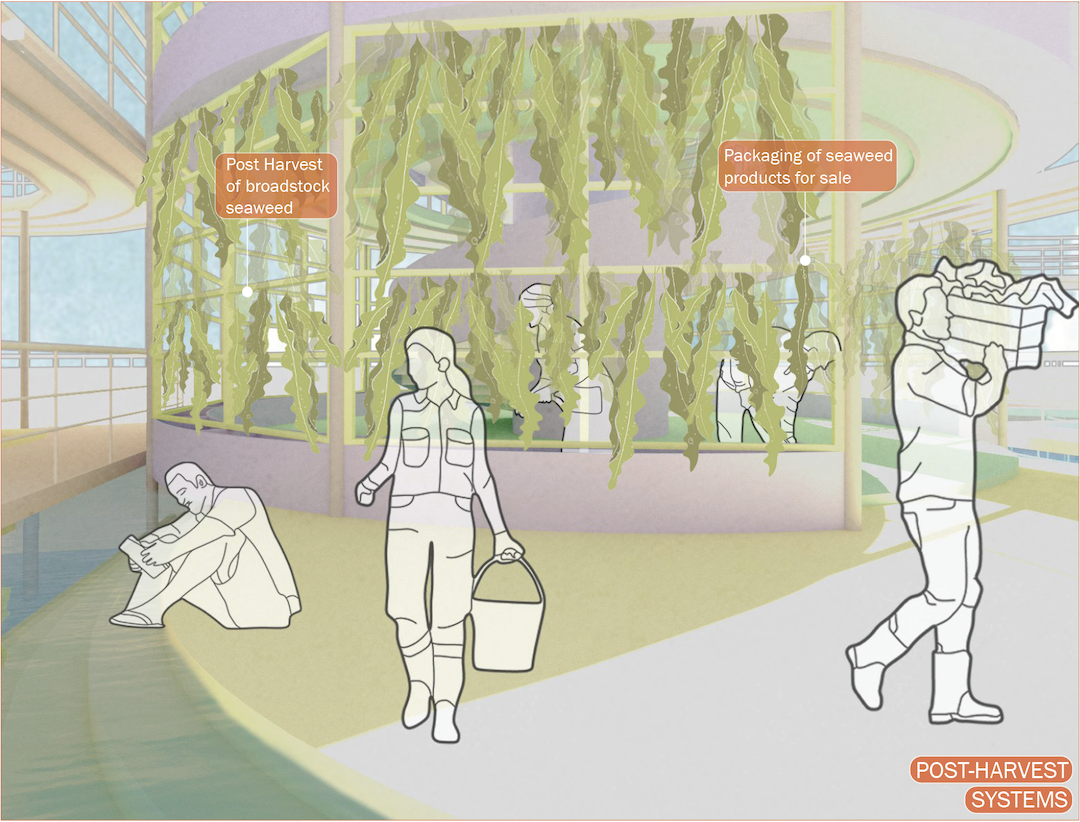 Post Harvest
of broadstock
seaweed
Packaging of seaweed
products for sale
POST-HARVEST
SYSTEMS